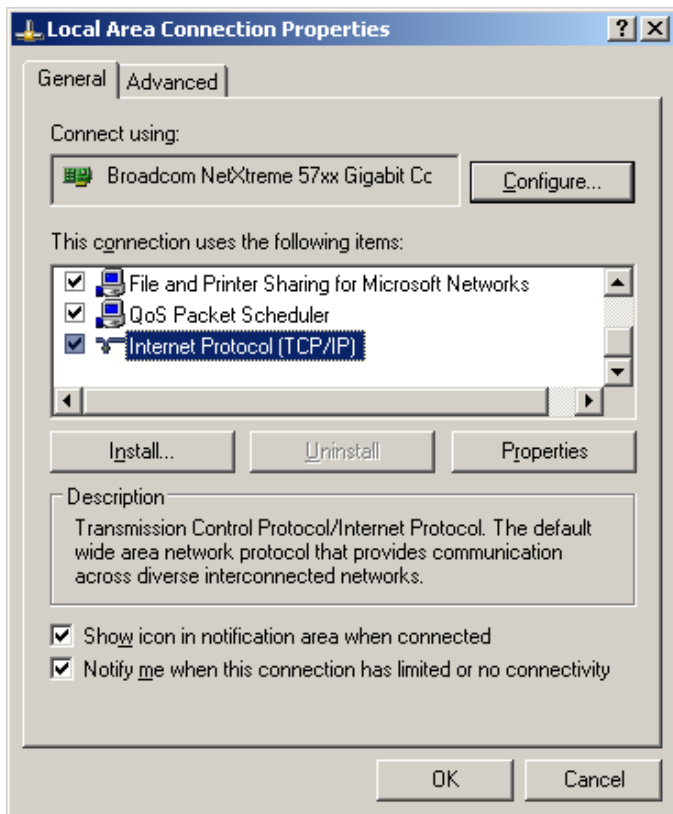 Local Area Connection Properties
General
Advanced
Connect using:
Broadcom NetXtreme 57xx Gigabit Cc
Configure...
This connection uses the following items:
File and Printer Sharing for Microsoft Networks
QoS Packet Scheduler
Internet Protocol (TCP/IP)
Install...
Uninstall
Properties
Description
Transmission Control Protocol/Internet Protocol. The default
wide area network protocol that provides communication
across diverse interconnected networks.
Show icon in notification area when connected
Notify me when this connection has limited or no connectivity
OK
Cancel